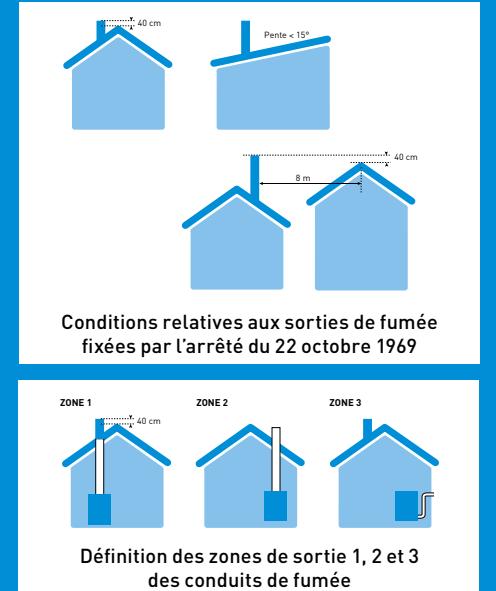 40 cm
Pente < 15°
40 cm
8 m
Conditions relatives aux sorties de fumée
fixées par l'arrêté du 22 octobre 1969
ZONE 1
ZONE 2
ZONE 3
40 cm
Définition des zones de sortie 1, 2 et 3
des conduits de fumée